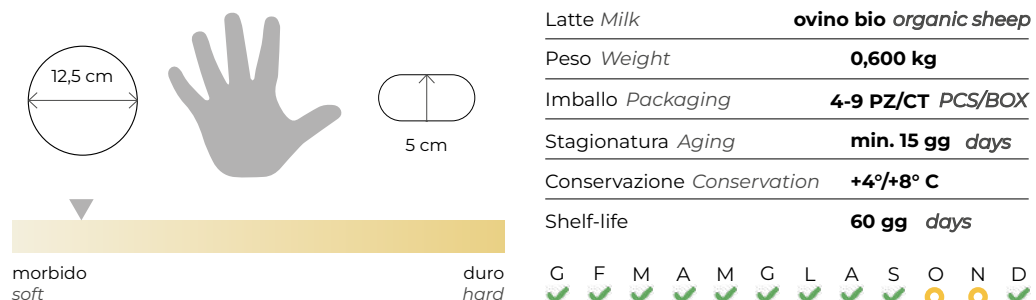 12,5 cm
5 cm
morbido
soft
duro
hard
Latte Milk ovino bio organic sheep
Peso Weight 0,600 kg
Imballo Packaging 4-9 PZ/CT PCS/BOX
Stagionatura Aging min. 15 gg days
Conservazione Conservation +4°/+8° C
Shelf-life 60 gg days
G F M A M G L A S O N D